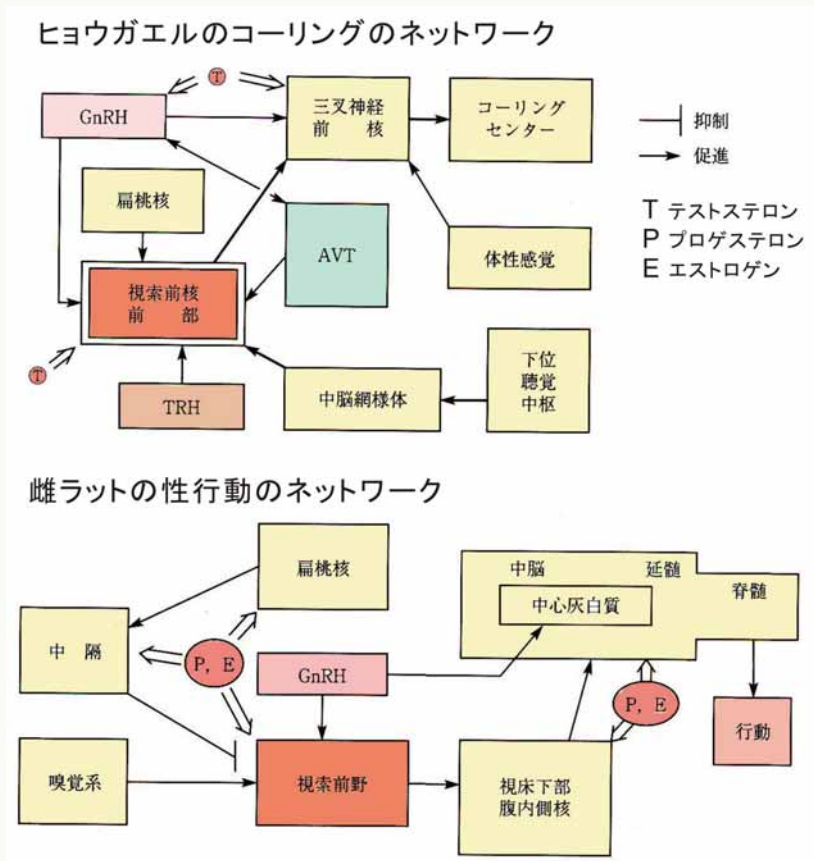 ヒョウガエルのコーリングのネットワーク
T
GnRH
三叉神経
前 核
コーリング
センター
抑制
促進
扁桃核
AVT
体性感覚
T テストステロン
P プロゲステロン
E エストロゲン
視索前核
前 部
T
TRH
中脳網様体
下位
聴覚
中枢
雌ラットの性行動のネットワーク
扁桃核
中脳
延髄
脊髄
中心灰白質
中 隔
P, E
GnRH
P, E
行動
嗅覚系
視索前野
視床下部
腹内側核